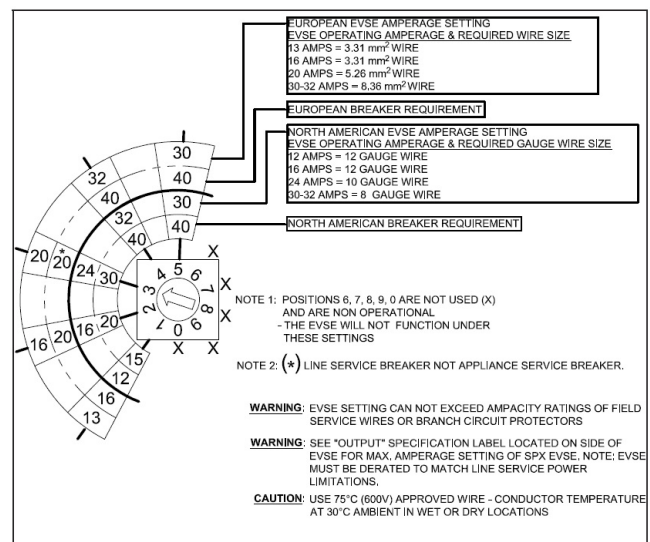 EUROPEAN EVSE AMPERAGE SETTING
EVSE OPERATING AMPERAGE & REQUIRED WIRE SIZE
13 AMPS = 3.31 mm² WIRE
16 AMPS = 3.31 mm² WIRE
20 AMPS = 5.26 mm² WIRE
30-32 AMPS = 8.36 mm² WIRE
EUROPEAN BREAKER REQUIREMENT
NORTH AMERICAN EVSE AMPERAGE SETTING
EVSE OPERATING AMPERAGE & REQUIRED GAUGE WIRE SIZE
12 AMPS = 12 GAUGE WIRE
16 AMPS = 12 GAUGE WIRE
24 AMPS = 10 GAUGE WIRE
30-32 AMPS = 8 GAUGE WIRE
NORTH AMERICAN BREAKER REQUIREMENT
30
40
30
40
32
40
32
40
20
20*
24
30
16
20
16
20
15
12
16
13
0
1
2
3
4
5
6
7
8
9
X
X
X
X
X
NOTE 1: POSITIONS 6, 7, 8, 9, 0 ARE NOT USED (X)
AND ARE NON OPERATIONAL
- THE EVSE WILL NOT FUNCTION UNDER
THESE SETTINGS
NOTE 2: (*) LINE SERVICE BREAKER NOT APPLIANCE SERVICE BREAKER.
WARNING: EVSE SETTING CAN NOT EXCEED AMPACITY RATINGS OF FIELD
SERVICE WIRES OR BRANCH CIRCUIT PROTECTORS
WARNING: SEE "OUTPUT" SPECIFICATION LABEL LOCATED ON SIDE OF
EVSE FOR MAX. AMPERAGE SETTING OF SPX EVSE. NOTE: EVSE
MUST BE DERATED TO MATCH LINE SERVICE POWER
LIMITATIONS.
CAUTION: USE 75°C (600V) APPROVED WIRE - CONDUCTOR TEMPERATURE
AT 30°C AMBIENT IN WET OR DRY LOCATIONS